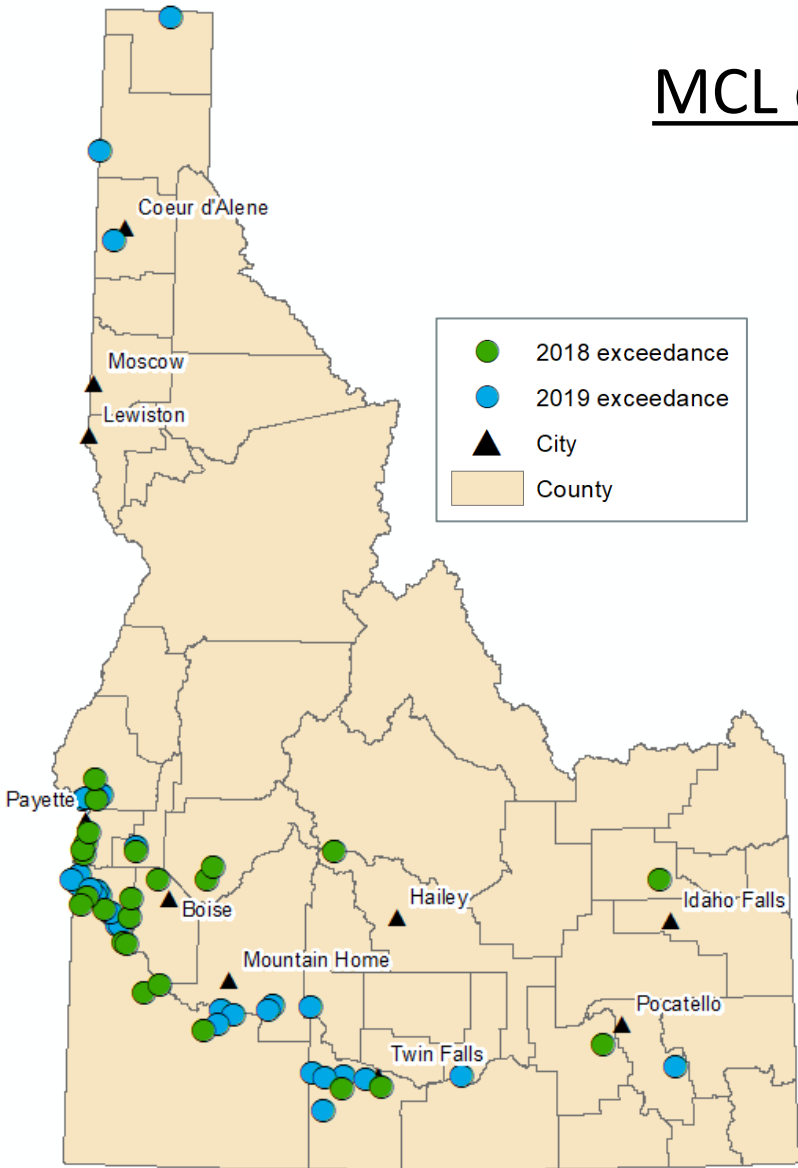 MCL
Coeur d'Alene
Moscow
Lewiston
2018 exceedance
2019 exceedance
City
County
Payette
Boise
Hailey
Idaho Falls
Mountain Home
Pocatello
Twin Falls